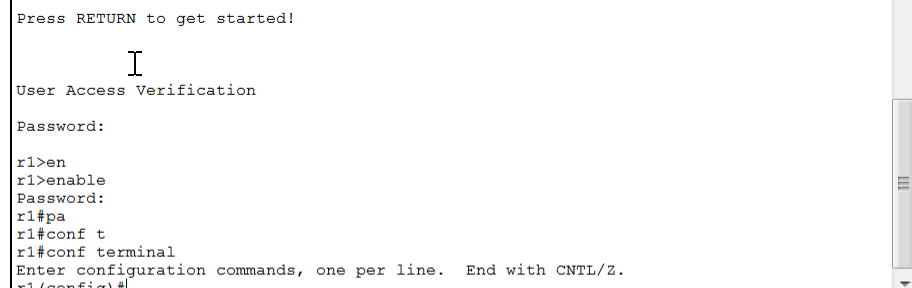 Press RETURN to get started!
User Access Verification
Password:
r1>en
r1>enable
Password:
r1#pa
r1#conf t
r1#conf terminal
Enter configuration commands, one per line.  End with CNTL/Z.
r1(config)#